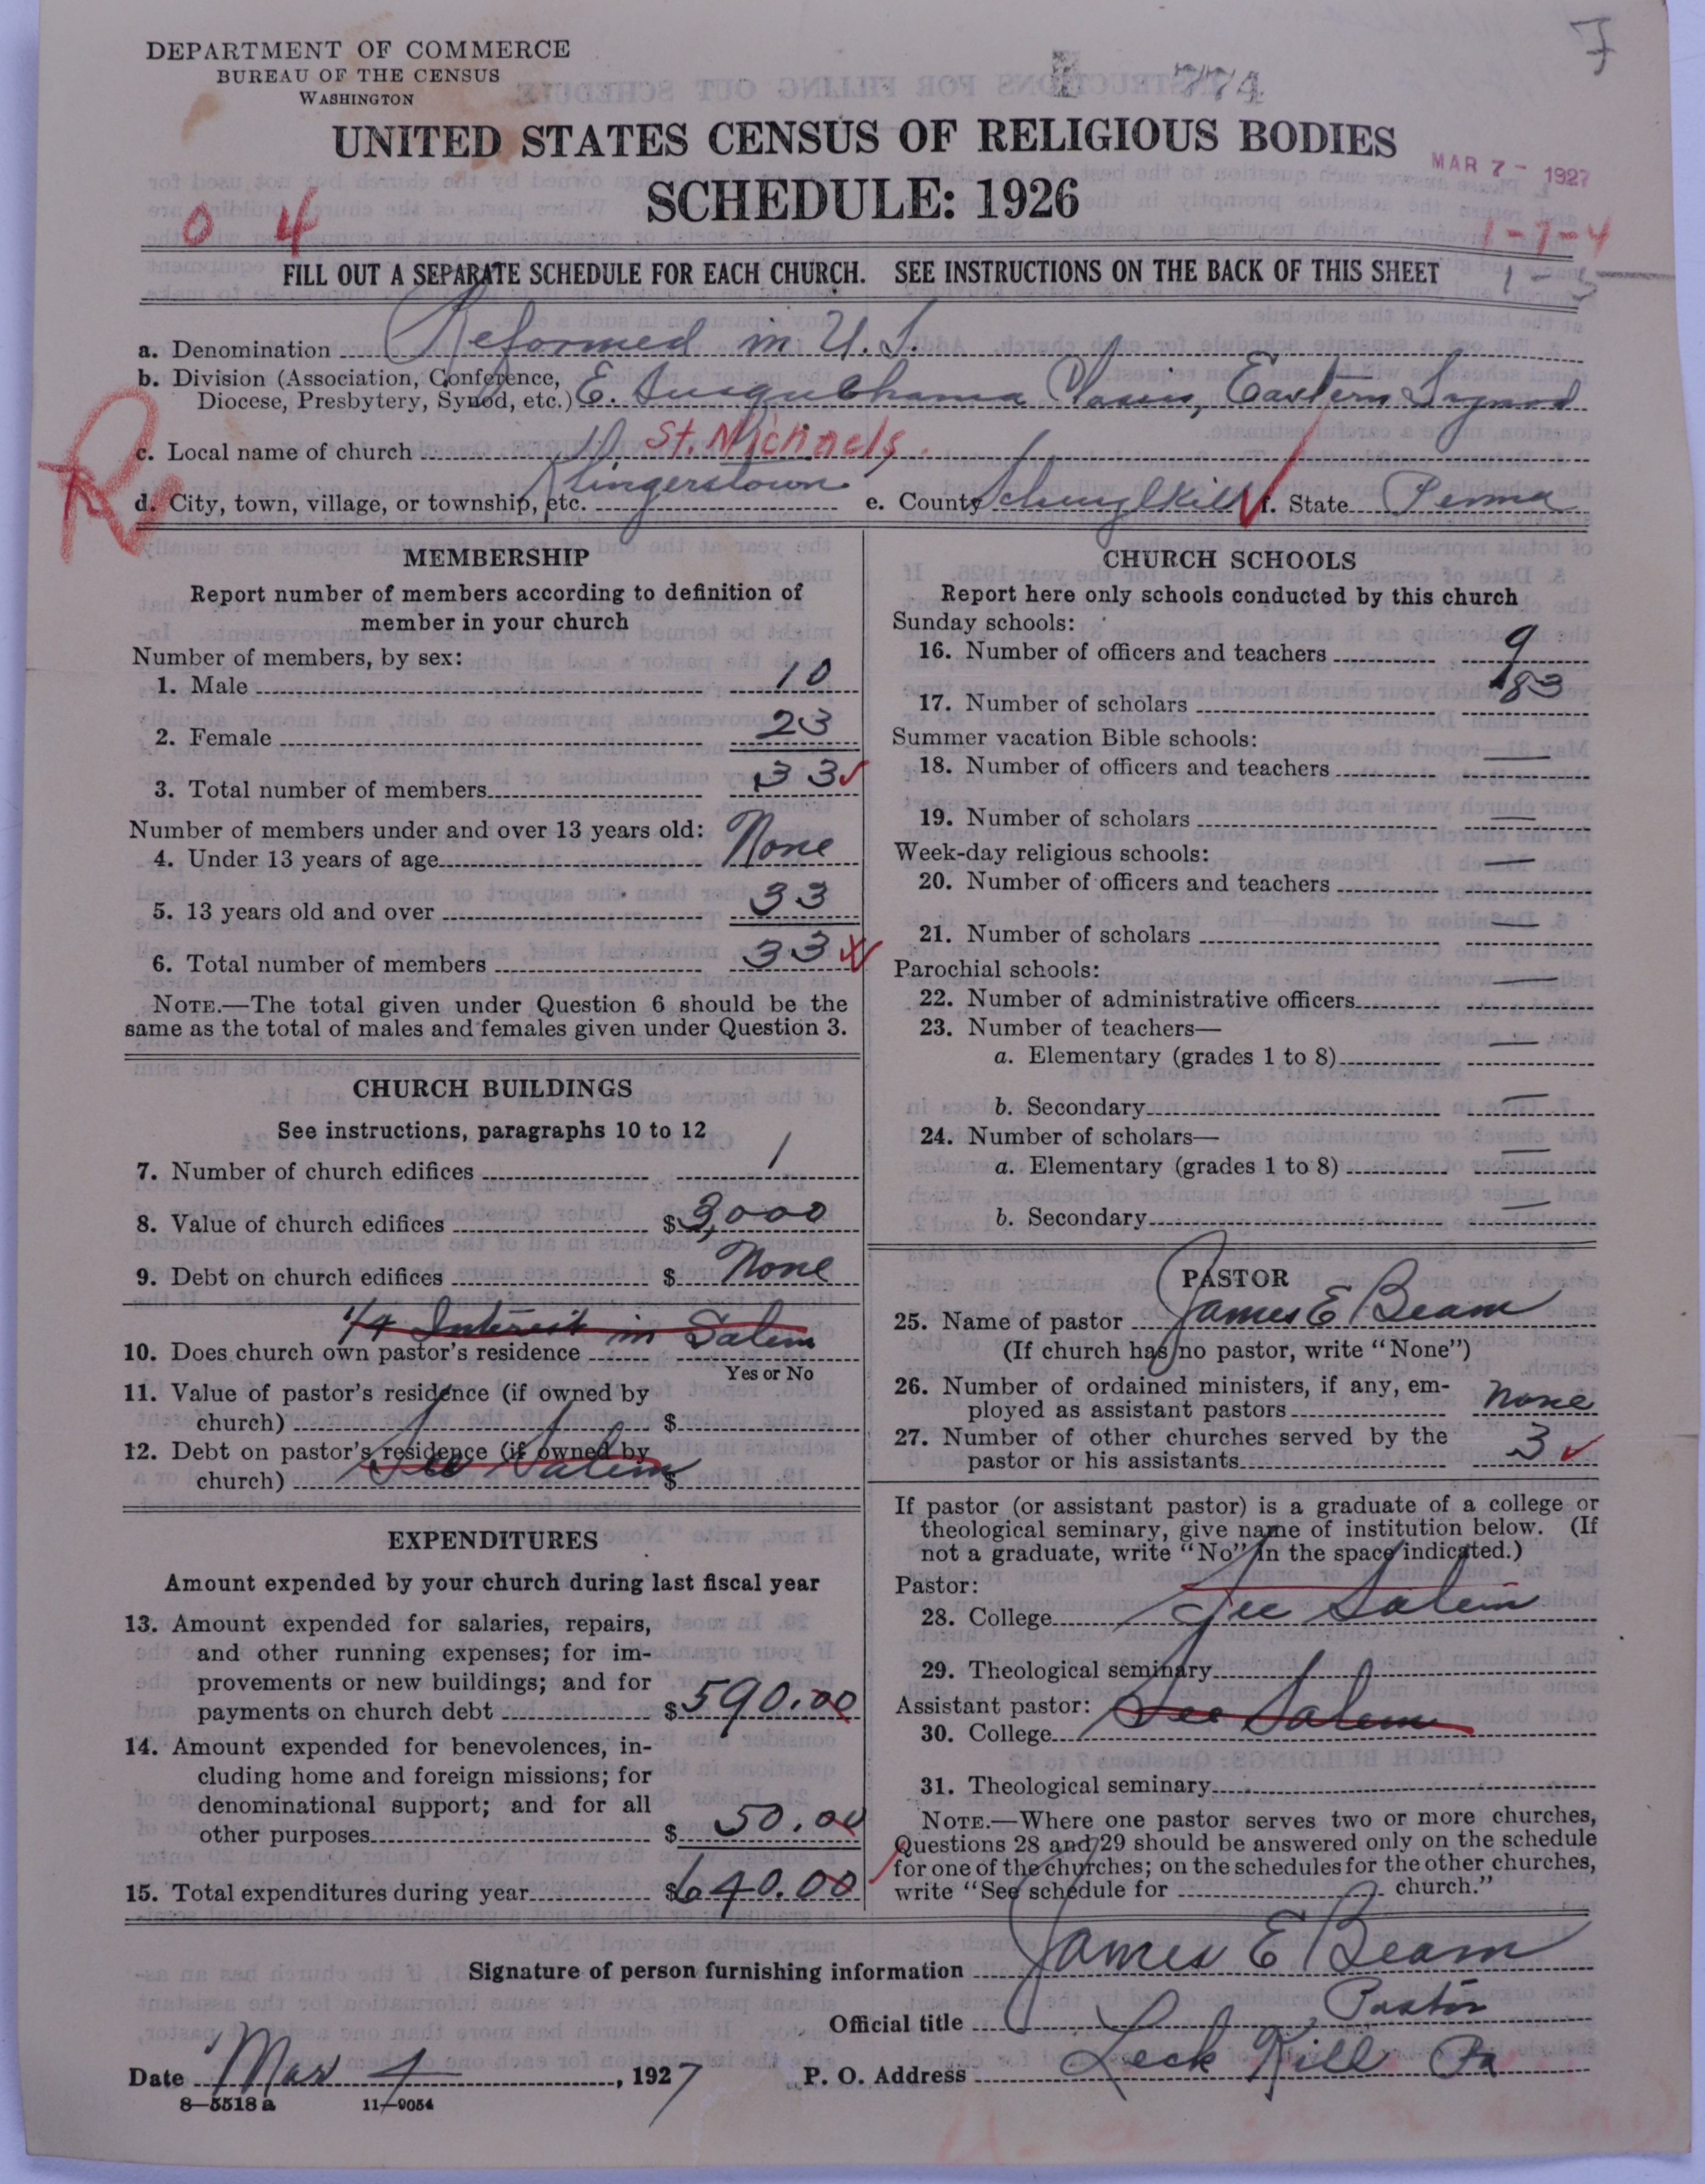 7
DEPARTMENT OF COMMERCE
BUREAU OF THE CENSUS
WASHINGTON
774
UNITED STATES CENSUS OF RELIGIOUS BODIES
MAR 7 - 1927
SCHEDULE: 1926
0 4
1-7-4
FILL OUT A SEPARATE SCHEDULE FOR EACH CHURCH. SEE INSTRUCTIONS ON THE BACK OF THIS SHEET
a. Denomination Reformed in U.S.
b. Division (Association, Conference,
Diocese, Presbytery, Synod, etc.) E. Susquehanna Classis, Eastern Synod
c. Local name of church St. Michaels
d. City, town, village, or township, etc. Klingerstown e. County Schuylkill f. State Penna
MEMBERSHIP
Report number of members according to definition of
member in your church
Number of members, by sex:
1. Male 10
2. Female 23
3. Total number of members 33
Number of members under and over 13 years old:
4. Under 13 years of age None
5. 13 years old and over 33
6. Total number of members 33
NOTE.—The total given under Question 6 should be the
same as the total of males and females given under Question 3.
CHURCH BUILDINGS
See instructions, paragraphs 10 to 12
7. Number of church edifices 1
8. Value of church edifices $ 3,000
9. Debt on church edifices $ None
1/4 Interest in Salem
10. Does church own pastor's residence
Yes or No
11. Value of pastor's residence (if owned by
church) $
12. Debt on pastor's residence (if owned by
church) See Salem $
EXPENDITURES
Amount expended by your church during last fiscal year
13. Amount expended for salaries, repairs,
and other running expenses; for im-
provements or new buildings; and for
payments on church debt $ 590.00
14. Amount expended for benevolences, in-
cluding home and foreign missions; for
denominational support; and for all
other purposes $ 50.00
15. Total expenditures during year $ 640.00
CHURCH SCHOOLS
Report here only schools conducted by this church
Sunday schools:
16. Number of officers and teachers 9
17. Number of scholars 183
Summer vacation Bible schools:
18. Number of officers and teachers —
19. Number of scholars —
Week-day religious schools:
20. Number of officers and teachers —
21. Number of scholars —
Parochial schools:
22. Number of administrative officers —
23. Number of teachers—
a. Elementary (grades 1 to 8) —
b. Secondary —
24. Number of scholars—
a. Elementary (grades 1 to 8) —
b. Secondary —
PASTOR
25. Name of pastor James E Beam
(If church has no pastor, write "None")
26. Number of ordained ministers, if any, em-
ployed as assistant pastors none
27. Number of other churches served by the
pastor or his assistants 3
If pastor (or assistant pastor) is a graduate of a college or
theological seminary, give name of institution below. (If
not a graduate, write "No" in the space indicated.)
Pastor:
28. College See Salem
29. Theological seminary
Assistant pastor:
30. College See Salem
31. Theological seminary
NOTE.—Where one pastor serves two or more churches,
Questions 28 and 29 should be answered only on the schedule
for one of the churches; on the schedules for the other churches,
write "See schedule for church."
Signature of person furnishing information James E Beam
Official title Pastor
Date Mar 4, 1927 P. O. Address Leck Kill Pa
8—5518 a 11—9054